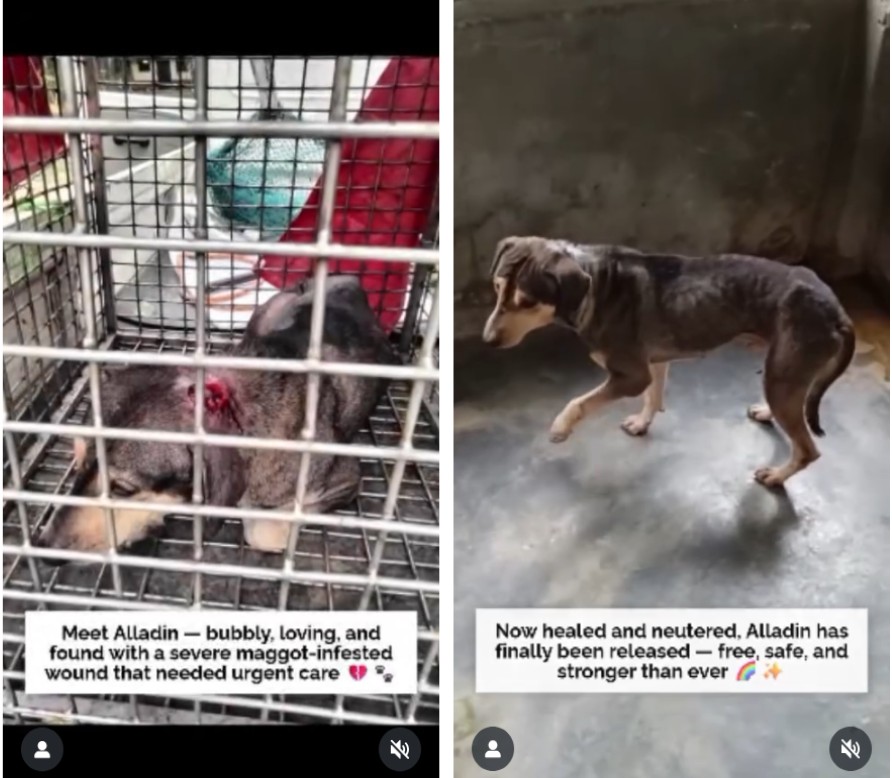 Meet Alladin — bubbly, loving, and
found with a severe maggot-infested
wound that needed urgent care 💔 🐾
Now healed and neutered, Alladin has
finally been released — free, safe, and
stronger than ever 🌈 ✨